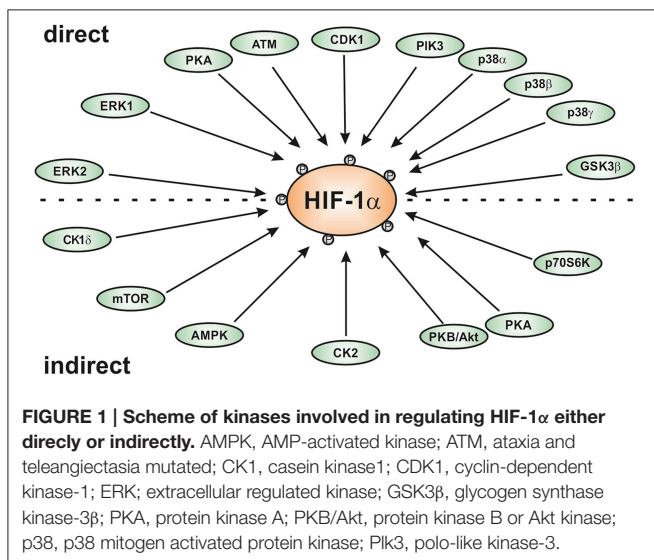 direct
ATM
CDK1
PlK3
PKA
p38α
p38β
ERK1
p38γ
ERK2
GSK3β
P
P
P
P
P
P
HIF-1α
CK1δ
p70S6K
mTOR
AMPK
CK2
PKB/Akt
PKA
indirect
FIGURE 1 | Scheme of kinases involved in regulating HIF-1α either
direcly or indirectly. AMPK, AMP-activated kinase; ATM, ataxia and
teleangiectasia mutated; CK1, casein kinase1; CDK1, cyclin-dependent
kinase-1; ERK; extracellular regulated kinase; GSK3β, glycogen synthase
kinase-3β; PKA, protein kinase A; PKB/Akt, protein kinase B or Akt kinase;
p38, p38 mitogen activated protein kinase; Plk3, polo-like kinase-3.